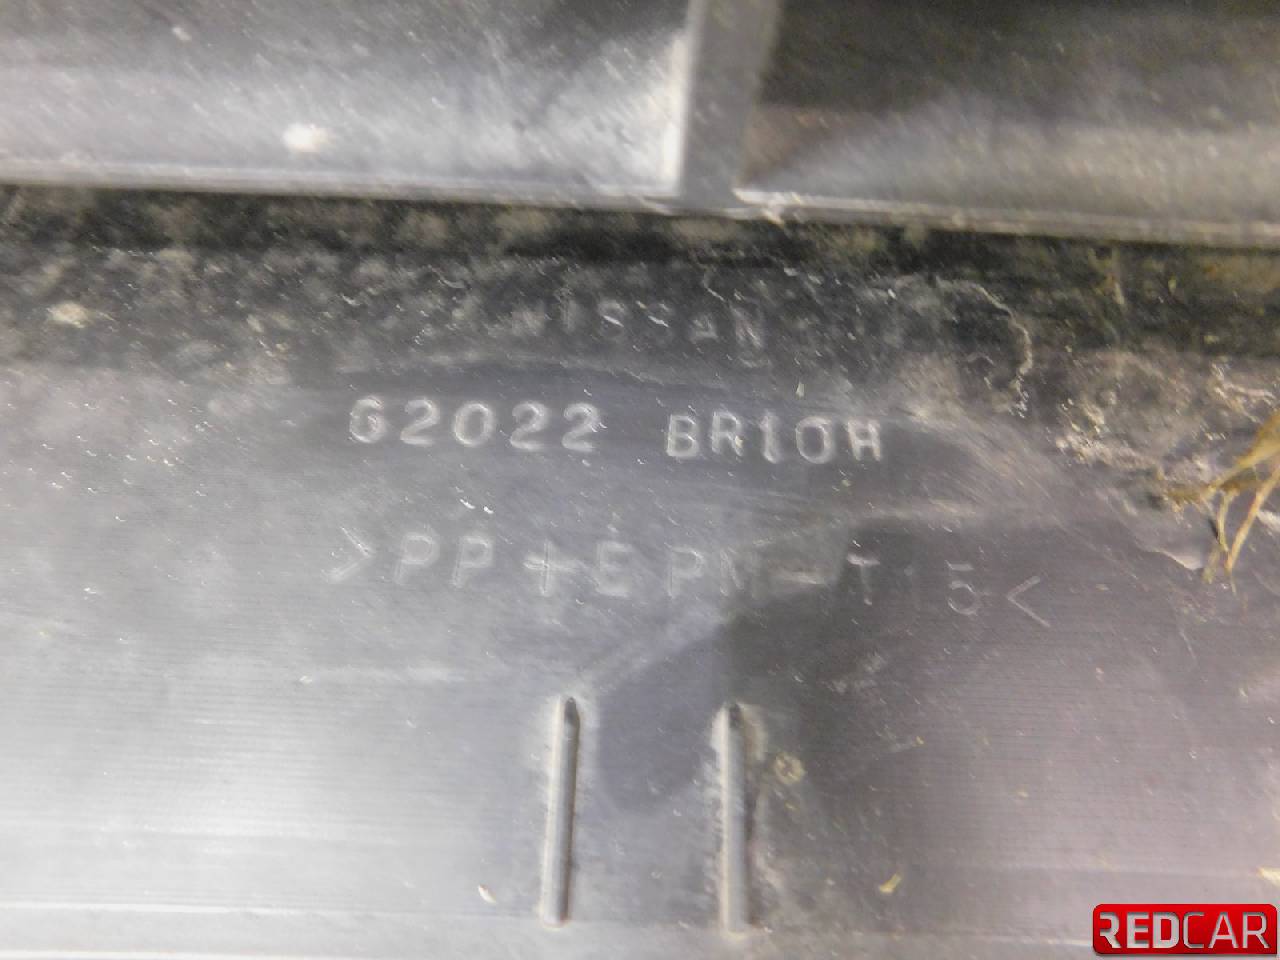 NISSAN
62022 BR10H
>PP+EPM-T15<
REDCAR